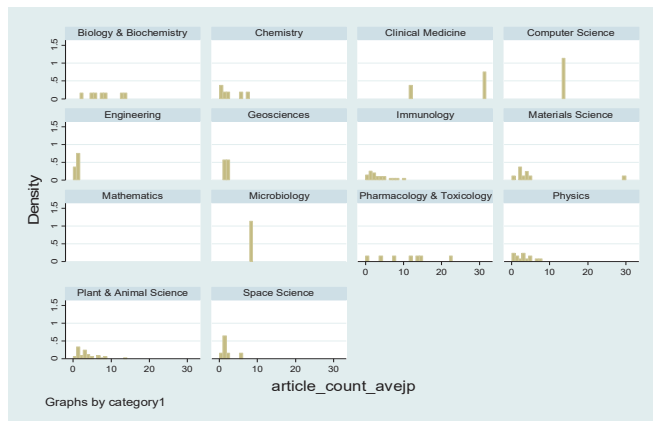 Biology & Biochemistry Chemistry Clinical Medicine Computer Science
0 .5 1 1.5
Engineering Geosciences Immunology Materials Science
0 .5 1 1.5
Mathematics Microbiology Pharmacology & Toxicology Physics
0 .5 1 1.5
0 10 20 30 0 10 20 30
Plant & Animal Science Space Science
0 .5 1 1.5
0 10 20 30 0 10 20 30
Density
article_count_avejp
Graphs by category1